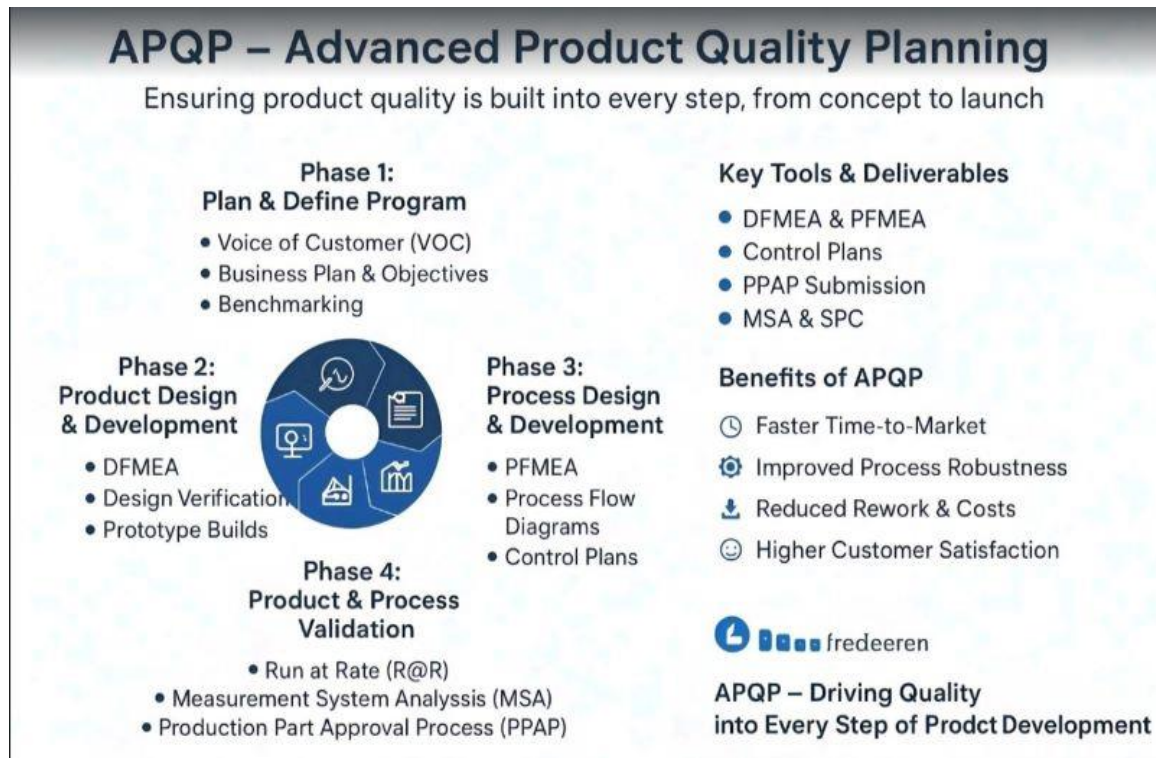 APQP – Advanced Product Quality Planning
Ensuring product quality is built into every step, from concept to launch
Phase 1:
Plan & Define Program
• Voice of Customer (VOC)
• Business Plan & Objectives
• Benchmarking
Phase 2:
Product Design
& Development
• DFMEA
• Design Verification
• Prototype Builds
Phase 3:
Process Design
& Development
• PFMEA
• Process Flow
Diagrams
• Control Plans
Phase 4:
Product & Process
Validation
• Run at Rate (R@R)
• Measurement System Analyssis (MSA)
• Production Part Approval Process (PPAP)
Key Tools & Deliverables
• DFMEA & PFMEA
• Control Plans
• PPAP Submission
• MSA & SPC
Benefits of APQP
Faster Time-to-Market
Improved Process Robustness
Reduced Rework & Costs
Higher Customer Satisfaction
fredeeren
APQP – Driving Quality
into Every Step of Prodct Development